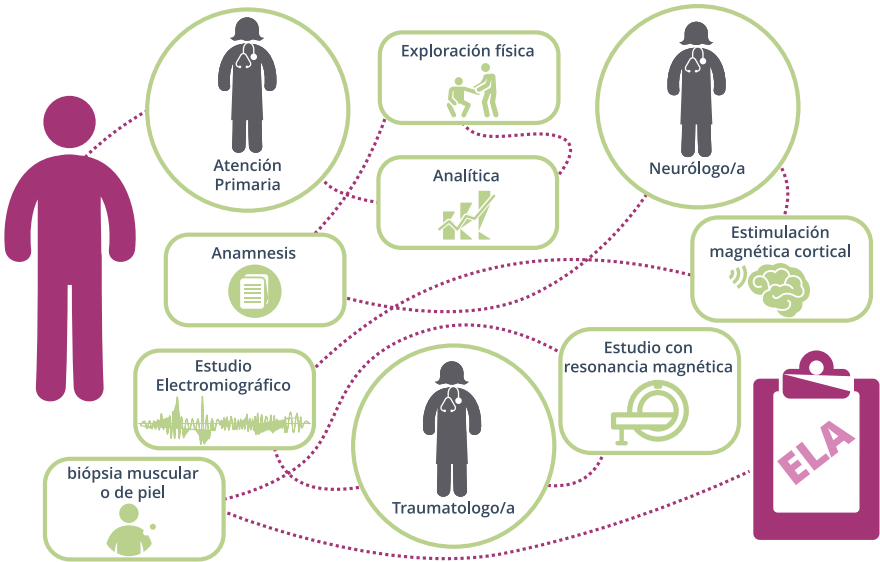 Atención
Primaria
Exploración física
Analítica
Neurólogo/a
Anamnesis
Estimulación
magnética cortical
Estudio
Electromiográfico
Estudio con
resonancia magnética
biópsia muscular
o de piel
Traumatologo/a
ELA